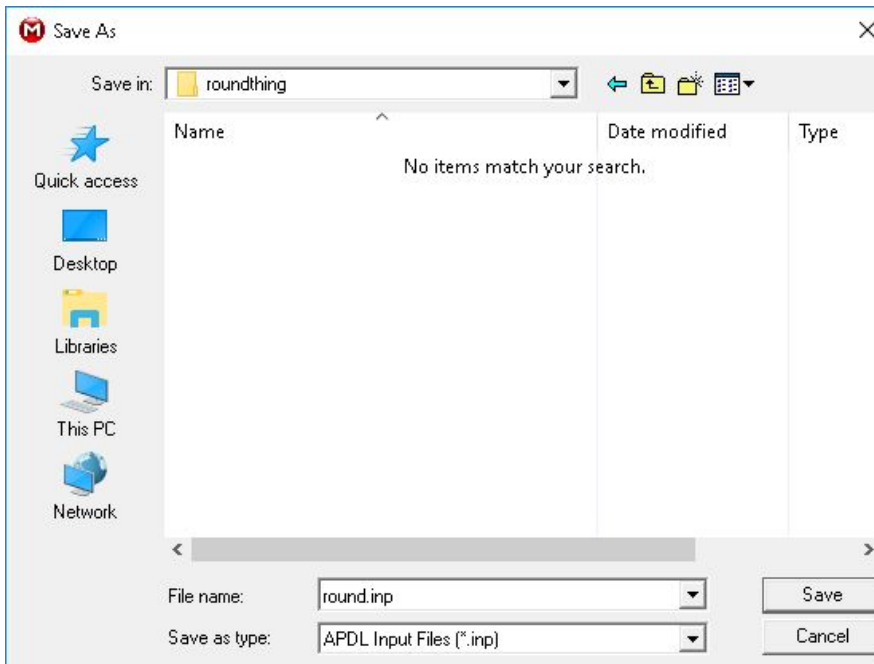 Save As
Save in: roundthing
Name Date modified Type
No items match your search.
Quick access
Desktop
Libraries
This PC
Network
File name: round.inp Save
Save as type: APDL Input Files (*.inp) Cancel